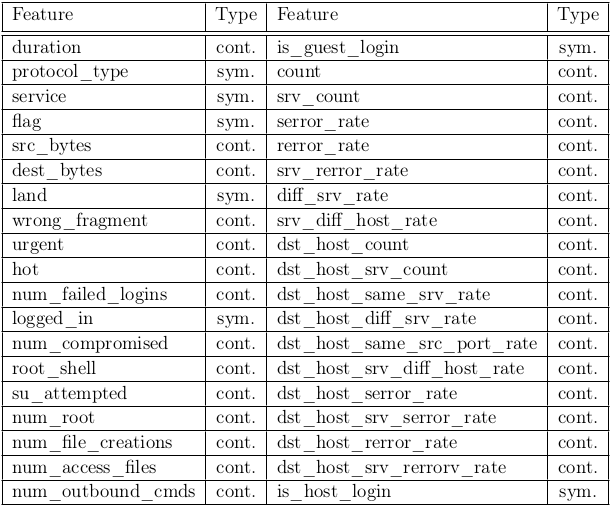 Feature Type Feature Type
duration cont. is_guest_login sym.
protocol_type sym. count cont.
service sym. srv_count cont.
flag sym. serror_rate cont.
src_bytes cont. rerror_rate cont.
dest_bytes cont. srv_rerror_rate cont.
land sym. diff_srv_rate cont.
wrong_fragment cont. srv_diff_host_rate cont.
urgent cont. dst_host_count cont.
hot cont. dst_host_srv_count cont.
num_failed_logins cont. dst_host_same_srv_rate cont.
logged_in sym. dst_host_diff_srv_rate cont.
num_compromised cont. dst_host_same_src_port_rate cont.
root_shell cont. dst_host_srv_diff_host_rate cont.
su_attempted cont. dst_host_serror_rate cont.
num_root cont. dst_host_srv_serror_rate cont.
num_file_creations cont. dst_host_rerror_rate cont.
num_access_files cont. dst_host_srv_rerrorv_rate cont.
num_outbound_cmds cont. is_host_login sym.